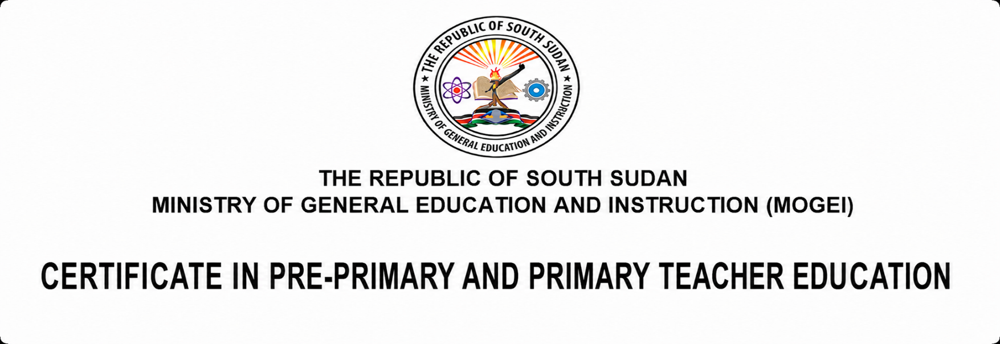 ★ THE REPUBLIC OF SOUTH SUDAN ★
MINISTRY OF GENERAL EDUCATION AND INSTRUCTION
THE REPUBLIC OF SOUTH SUDAN
MINISTRY OF GENERAL EDUCATION AND INSTRUCTION (MOGEI)
CERTIFICATE IN PRE-PRIMARY AND PRIMARY TEACHER EDUCATION